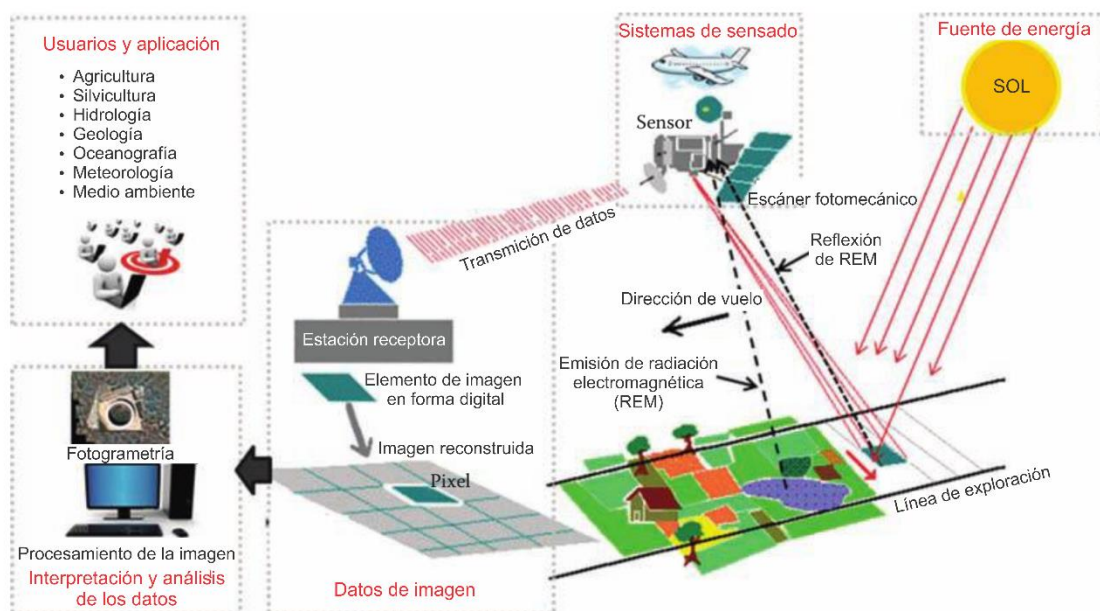 Usuarios y aplicación
• Agricultura
• Silvicultura
• Hidrología
• Geología
• Oceanografia
• Meteorología
• Medio ambiente
Sistemas de sensado
Sensor
Fuente de energía
SOL
Escáner fotomecánico
Transmición de datos
Reflexión
de REM
Dirección de vuelo
Emisión de radiación
electromagnética
(REM)
Línea de exploración
Estación receptora
Elemento de imagen
en forma digital
Imagen reconstruida
Pixel
Datos de imagen
Fotogrametría
Procesamiento de la imagen
Interpretación y análisis
de los datos